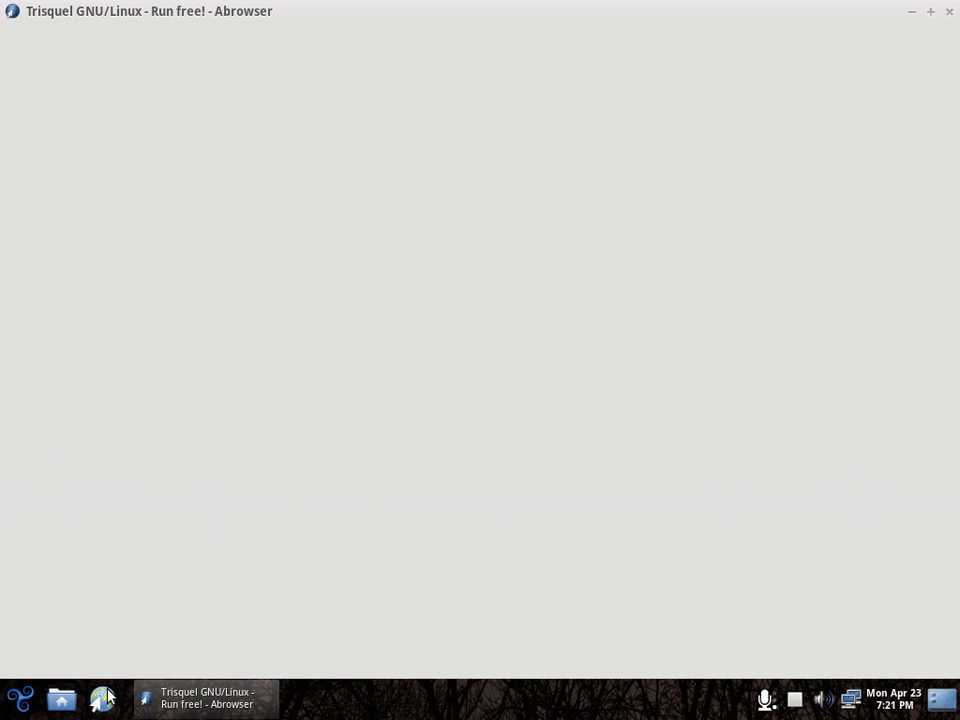 Trisquel GNU/Linux - Run free! - Abrowser
Trisquel GNU/Linux -
Run free! - Abrowser
Mon Apr 23
7:21 PM